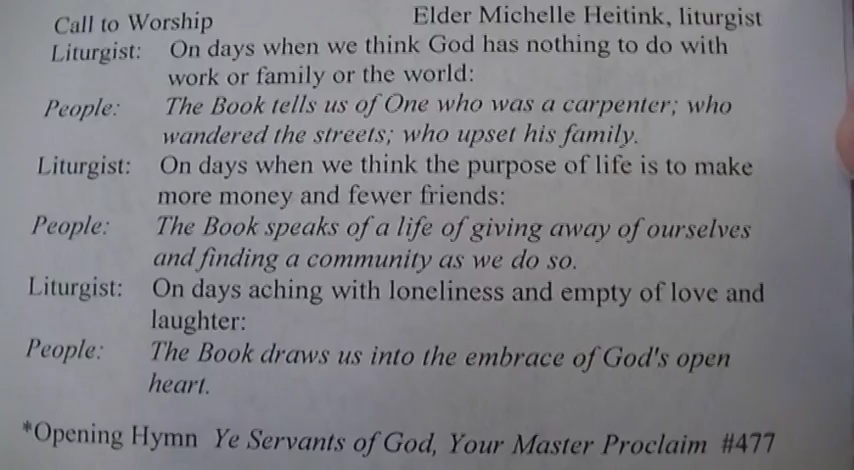 Call to Worship Elder Michelle Heitink, liturgist
Liturgist: On days when we think God has nothing to do with
work or family or the world:
People: The Book tells us of One who was a carpenter; who
wandered the streets; who upset his family.
Liturgist: On days when we think the purpose of life is to make
more money and fewer friends:
People: The Book speaks of a life of giving away of ourselves
and finding a community as we do so.
Liturgist: On days aching with loneliness and empty of love and
laughter:
People: The Book draws us into the embrace of God's open
heart.
*Opening Hymn Ye Servants of God, Your Master Proclaim #477